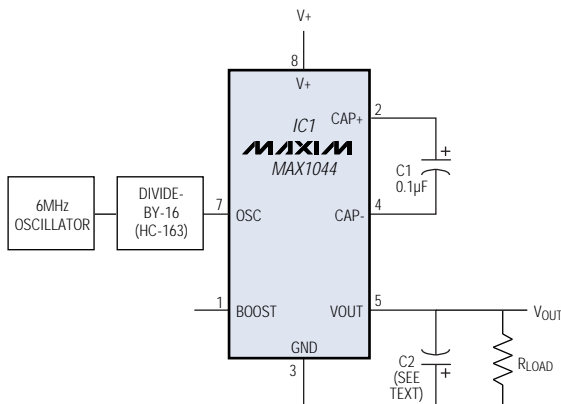 V+
8
V+
2
CAP+
IC1
MAXIM
MAX1044
+
C1
0.1µF
6MHz
OSCILLATOR
DIVIDE-
BY-16
(HC-163)
7
OSC
4
CAP-
1
BOOST
VOUT
5
VOUT
GND
3
C2
(SEE
TEXT)
+
RLOAD